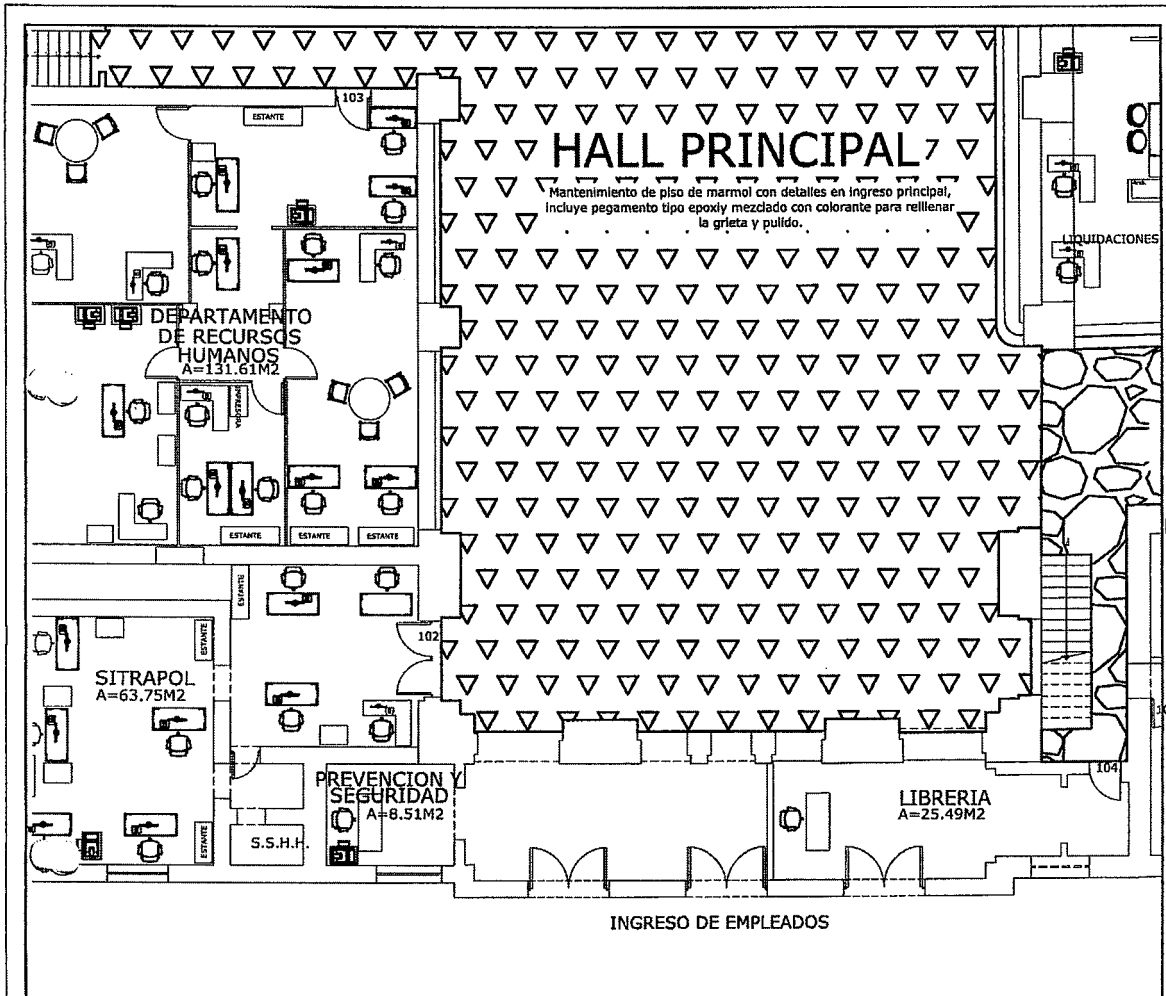 103
ESTANTE
HALL PRINCIPAL 7
Mantenimiento de piso de marmol con detalles en ingreso principal,
incluye pegamento tipo epoxiy mezclado con colorante para rellenar
la grieta y pulido.
LIQUIDACIONES
DEPARTAMENTO
DE RECURSOS
HUMANOS
A=131.61M2
IMPRESORA
ESTANTE
ESTANTE
ESTANTE
ESTANTE
ESTANTE
102
SITRAPOL
A=63.75M2
PREVENCION Y
SEGURIDAD
A=8.51M2
S.S.H.H.
ESTANTE
104
LIBRERIA
A=25.49M2
INGRESO DE EMPLEADOS